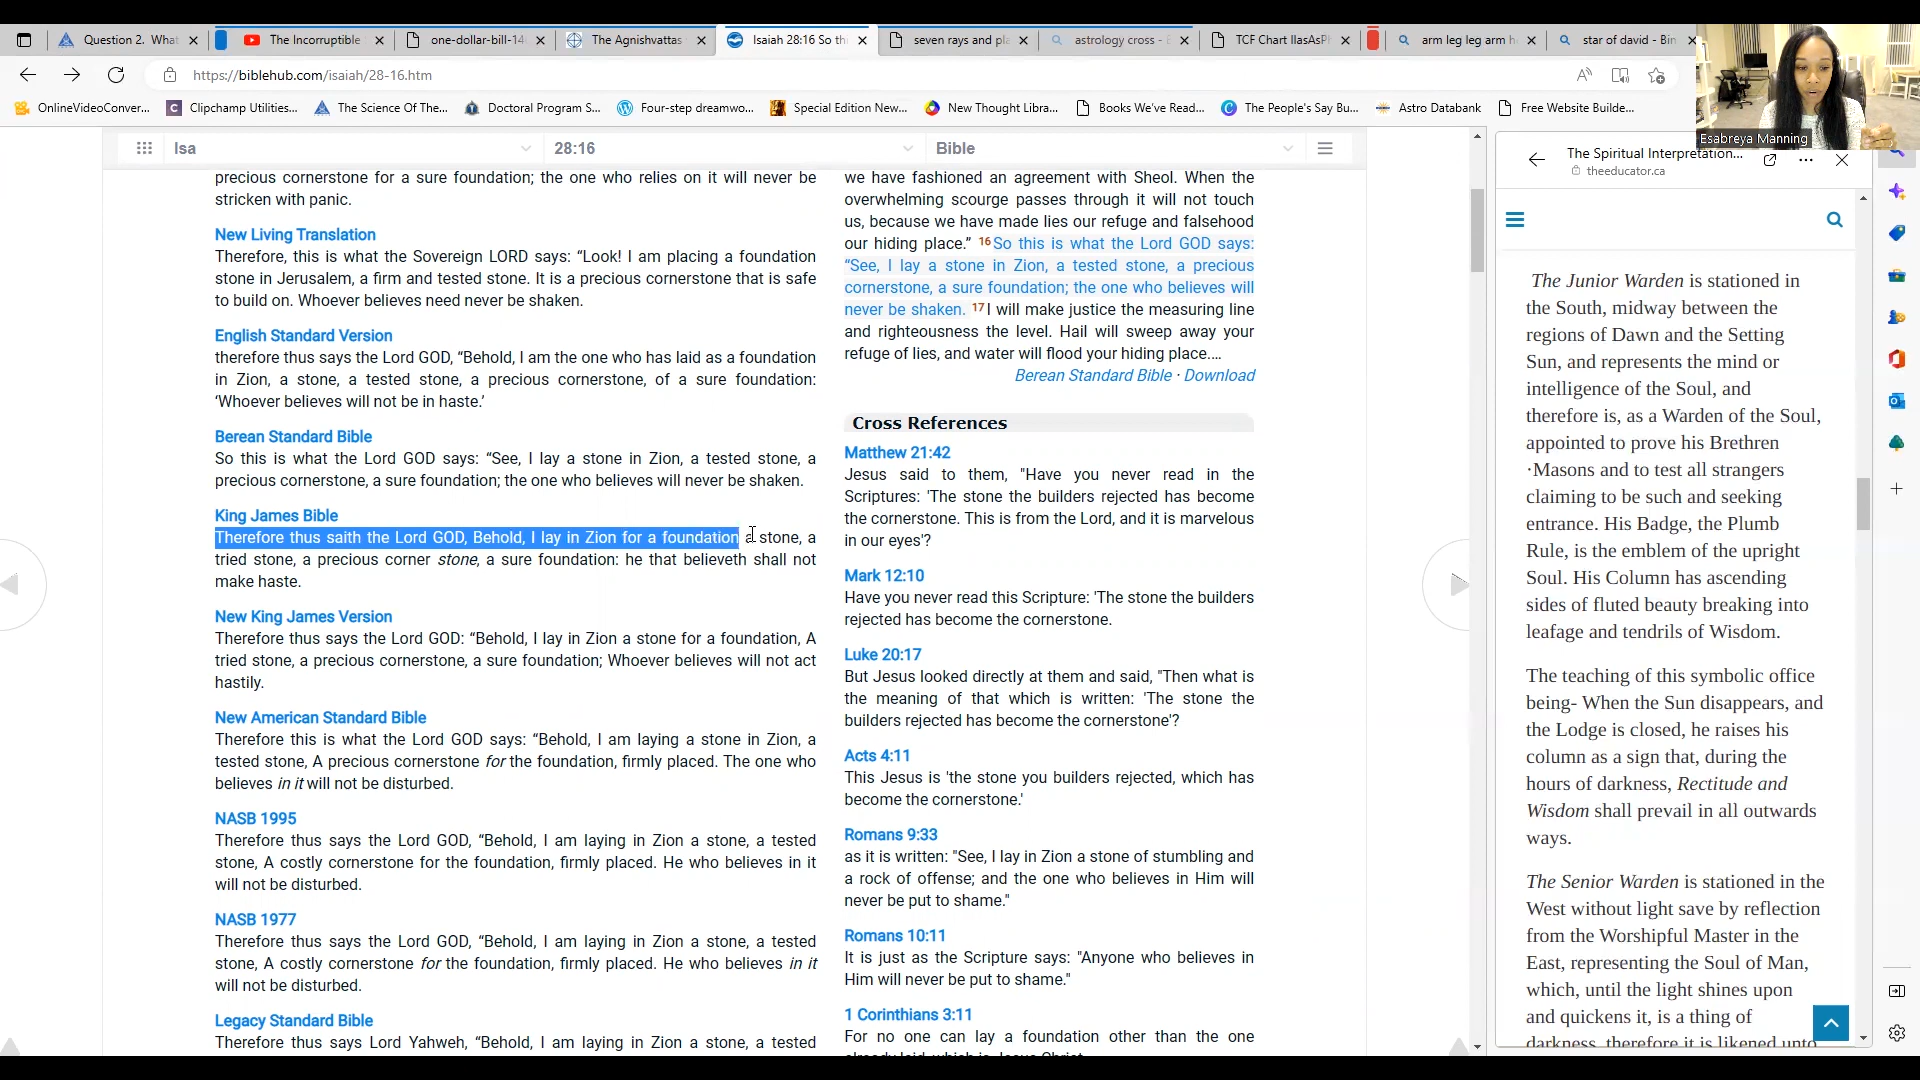 Question 2. What
The Incorruptible
one-dollar-bill-14
The Agnishvattas
Isaiah 28:16 So th
seven rays and pla
astrology cross - B
TCF Chart IlasAsP
arm leg leg arm h
star of david - Bin
https://biblehub.com/isaiah/28-16.htm
OnlineVideoConver...
Clipchamp Utilities...
The Science Of The...
Doctoral Program S...
Four-step dreamwo...
Special Edition New...
New Thought Libra...
Books We've Read...
The People's Say Bu...
Astro Databank
Free Website Builde...
Esabreya Manning
Isa
28:16
Bible
precious cornerstone for a sure foundation; the one who relies on it will never be
stricken with panic.
New Living Translation
Therefore, this is what the Sovereign LORD says: “Look! I am placing a foundation
stone in Jerusalem, a firm and tested stone. It is a precious cornerstone that is safe
to build on. Whoever believes need never be shaken.
English Standard Version
therefore thus says the Lord GOD, “Behold, I am the one who has laid as a foundation
in Zion, a stone, a tested stone, a precious cornerstone, of a sure foundation:
‘Whoever believes will not be in haste.’
Berean Standard Bible
So this is what the Lord GOD says: “See, I lay a stone in Zion, a tested stone, a
precious cornerstone, a sure foundation; the one who believes will never be shaken.
King James Bible
Therefore thus saith the Lord GOD, Behold, I lay in Zion for a foundation a stone, a
tried stone, a precious corner stone, a sure foundation: he that believeth shall not
make haste.
New King James Version
Therefore thus says the Lord GOD: “Behold, I lay in Zion a stone for a foundation, A
tried stone, a precious cornerstone, a sure foundation; Whoever believes will not act
hastily.
New American Standard Bible
Therefore this is what the Lord GOD says: “Behold, I am laying a stone in Zion, a
tested stone, A precious cornerstone for the foundation, firmly placed. The one who
believes in it will not be disturbed.
NASB 1995
Therefore thus says the Lord GOD, “Behold, I am laying in Zion a stone, a tested
stone, A costly cornerstone for the foundation, firmly placed. He who believes in it
will not be disturbed.
NASB 1977
Therefore thus says the Lord GOD, “Behold, I am laying in Zion a stone, a tested
stone, A costly cornerstone for the foundation, firmly placed. He who believes in it
will not be disturbed.
Legacy Standard Bible
Therefore thus says Lord Yahweh, “Behold, I am laying in Zion a stone, a tested
we have fashioned an agreement with Sheol. When the
overwhelming scourge passes through it will not touch
us, because we have made lies our refuge and falsehood
our hiding place.” 16So this is what the Lord GOD says:
“See, I lay a stone in Zion, a tested stone, a precious
cornerstone, a sure foundation; the one who believes will
never be shaken. 17I will make justice the measuring line
and righteousness the level. Hail will sweep away your
refuge of lies, and water will flood your hiding place....
Berean Standard Bible · Download
Cross References
Matthew 21:42
Jesus said to them, "Have you never read in the
Scriptures: 'The stone the builders rejected has become
the cornerstone. This is from the Lord, and it is marvelous
in our eyes'?
Mark 12:10
Have you never read this Scripture: 'The stone the builders
rejected has become the cornerstone.
Luke 20:17
But Jesus looked directly at them and said, "Then what is
the meaning of that which is written: 'The stone the
builders rejected has become the cornerstone'?
Acts 4:11
This Jesus is 'the stone you builders rejected, which has
become the cornerstone.'
Romans 9:33
as it is written: "See, I lay in Zion a stone of stumbling and
a rock of offense; and the one who believes in Him will
never be put to shame."
Romans 10:11
It is just as the Scripture says: "Anyone who believes in
Him will never be put to shame."
1 Corinthians 3:11
For no one can lay a foundation other than the one
already laid, which is Jesus Christ.
The Spiritual Interpretation...
theeducator.ca
The Junior Warden is stationed in
the South, midway between the
regions of Dawn and the Setting
Sun, and represents the mind or
intelligence of the Soul, and
therefore is, as a Warden of the Soul,
appointed to prove his Brethren
·Masons and to test all strangers
claiming to be such and seeking
entrance. His Badge, the Plumb
Rule, is the emblem of the upright
Soul. His Column has ascending
sides of fluted beauty breaking into
leafage and tendrils of Wisdom.
The teaching of this symbolic office
being- When the Sun disappears, and
the Lodge is closed, he raises his
column as a sign that, during the
hours of darkness, Rectitude and
Wisdom shall prevail in all outwards
ways.
The Senior Warden is stationed in the
West without light save by reflection
from the Worshipful Master in the
East, representing the Soul of Man,
which, until the light shines upon
and quickens it, is a thing of
darkness, therefore it is likened unto